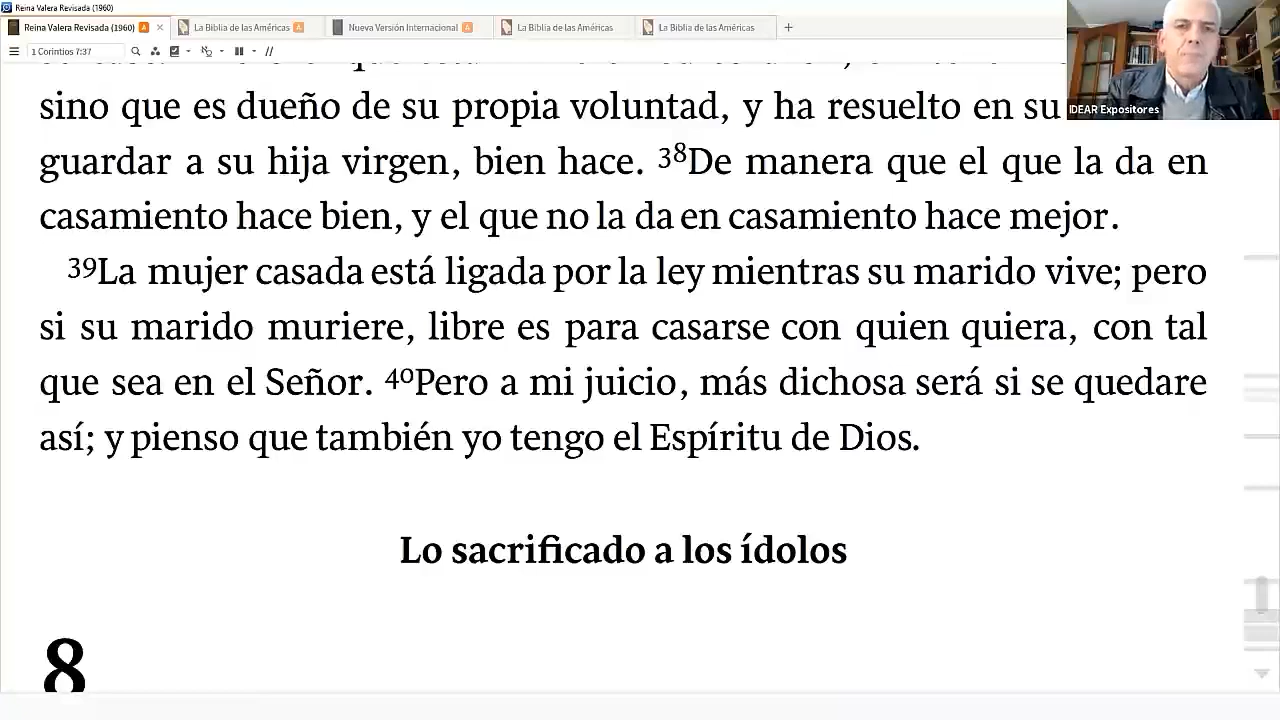 Reina Valera Revisada (1960)
Reina Valera Revisada (1960) A × La Biblia de las Américas A Nueva Versión Internacional A La Biblia de las Américas La Biblia de las Américas +
1 Corintios 7:37
IDEAR Expositores
sino que es dueño de su propia voluntad, y ha resuelto en su
guardar a su hija virgen, bien hace. 38De manera que el que la da en
casamiento hace bien, y el que no la da en casamiento hace mejor.
39La mujer casada está ligada por la ley mientras su marido vive; pero
si su marido muriere, libre es para casarse con quien quiera, con tal
que sea en el Señor. 40Pero a mi juicio, más dichosa será si se quedare
así; y pienso que también yo tengo el Espíritu de Dios.
Lo sacrificado a los ídolos
8